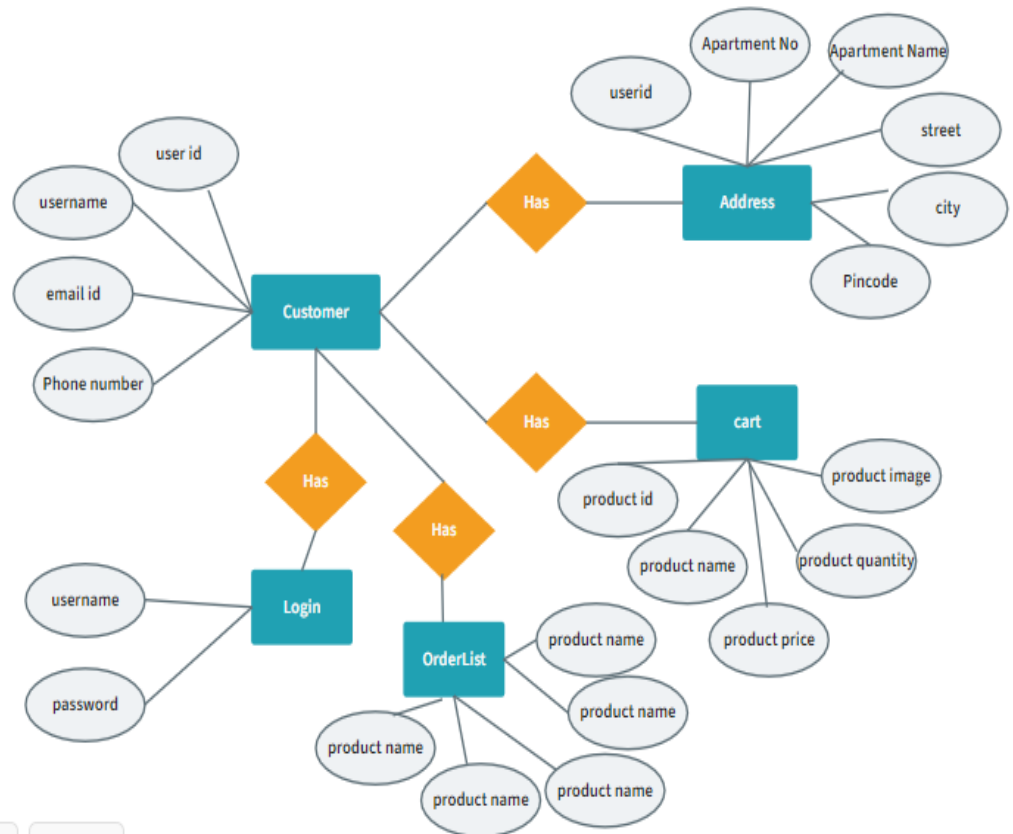 Apartment No
Apartment Name
userid
street
user id
username
Has
Address
city
email id
Pincode
Customer
Phone number
Has
cart
product image
Has
product id
Has
product name
product quantity
username
Login
product price
product name
OrderList
password
product name
product name
product name
product name